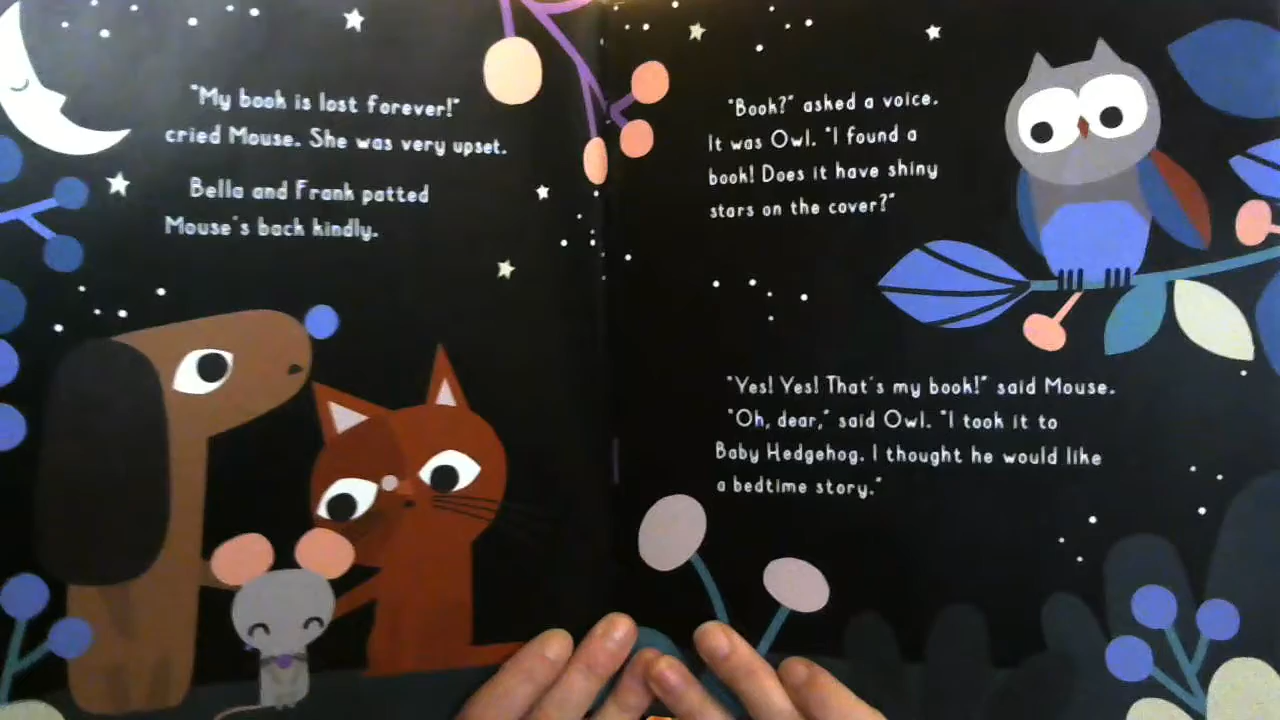 "My book is lost forever!"
cried Mouse. She was very upset.
Bella and Frank patted
Mouse's back kindly.
"Book?" asked a voice.
It was Owl. "I found a
book! Does it have shiny
stars on the cover?"
"Yes! Yes! That's my book!" said Mouse.
"Oh, dear," said Owl. "I took it to
Baby Hedgehog. I thought he would like
a bedtime story."